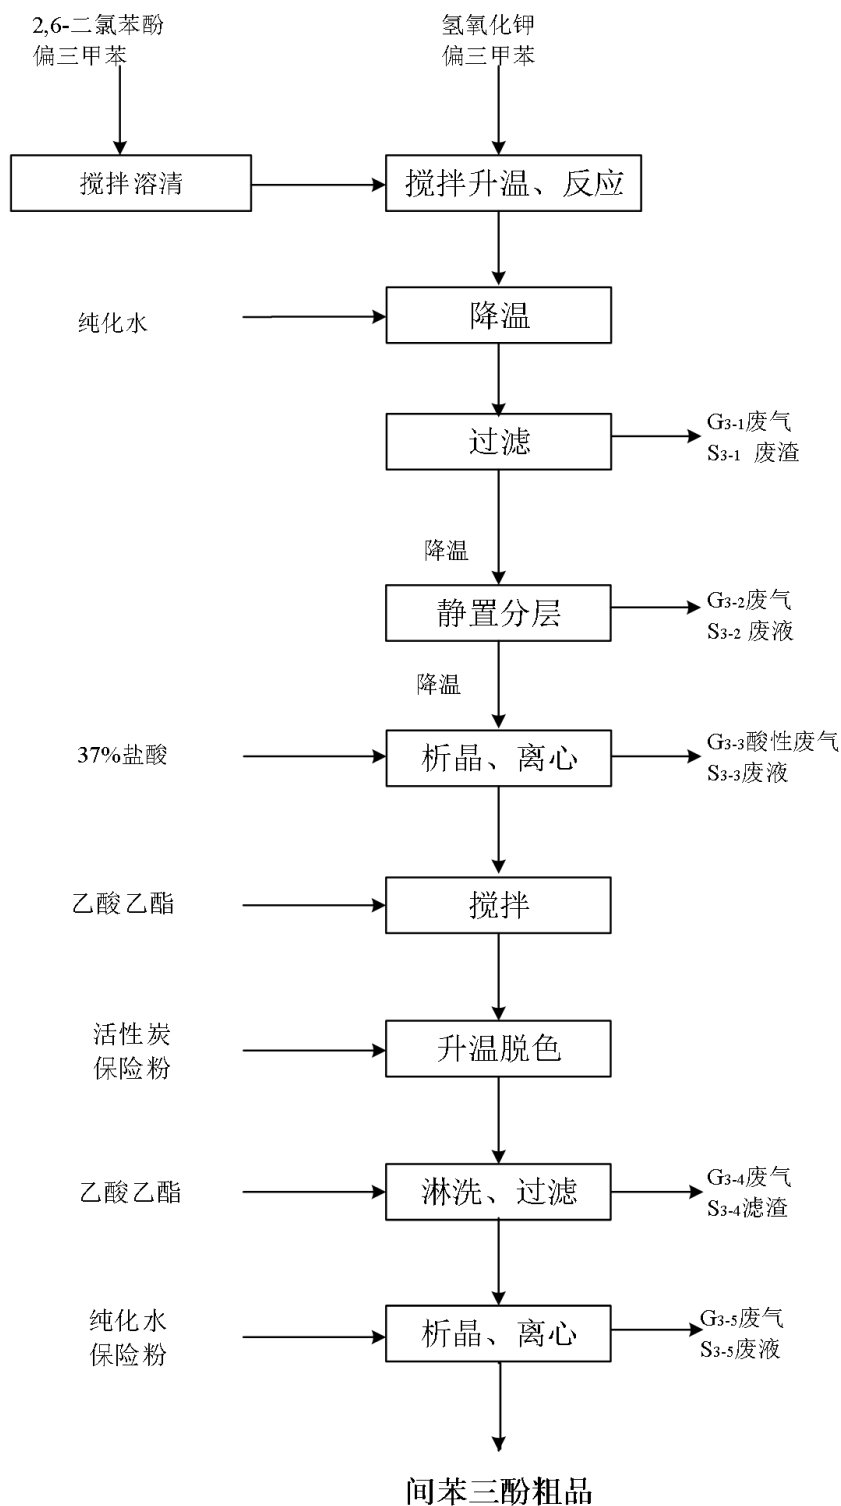 2,6-二氯苯酚
偏三甲苯
氢氧化钾
偏三甲苯
搅拌溶清
搅拌升温、反应
纯化水
降温
过滤
G3-1废气
S3-1 废渣
降温
静置分层
G3-2废气
S3-2 废液
降温
37%盐酸
析晶、离心
G3-3酸性废气
S3-3废液
乙酸乙酯
搅拌
活性炭
保险粉
升温脱色
乙酸乙酯
淋洗、过滤
G3-4废气
S3-4滤渣
纯化水
保险粉
析晶、离心
G3-5废气
S3-5废液
间苯三酚粗品